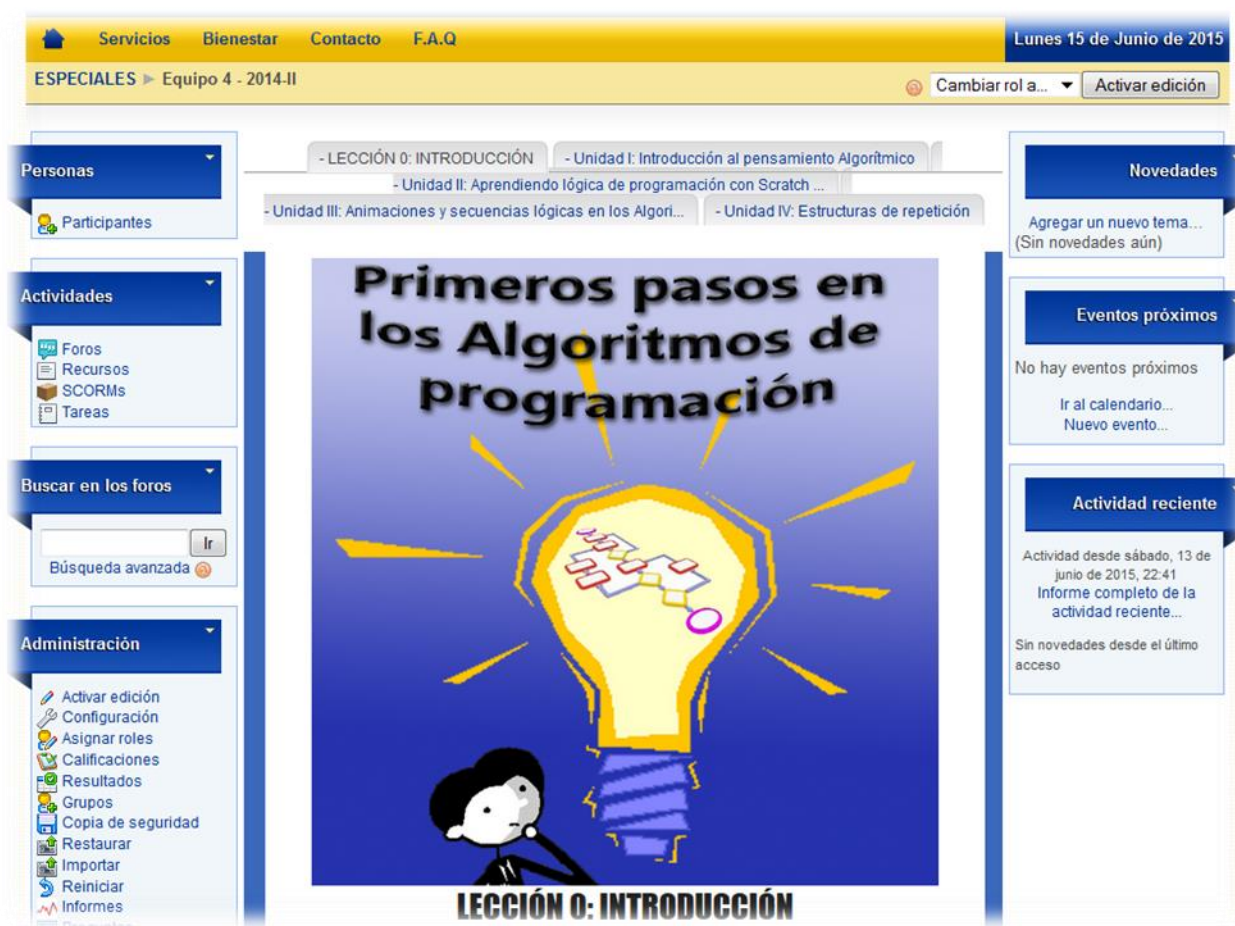 Servicios Bienestar Contacto F.A.Q Lunes 15 de Junio de 2015
ESPECIALES ► Equipo 4 - 2014-II Cambiar rol a... Activar edición
Personas
Participantes
Actividades
Foros
Recursos
SCORMs
Tareas
Buscar en los foros
Ir
Búsqueda avanzada
Administración
Activar edición
Configuración
Asignar roles
Calificaciones
Resultados
Grupos
Copia de seguridad
Restaurar
Importar
Reiniciar
Informes
- LECCIÓN 0: INTRODUCCIÓN - Unidad I: Introducción al pensamiento Algorítmico
- Unidad II: Aprendiendo lógica de programación con Scratch ...
- Unidad III: Animaciones y secuencias lógicas en los Algori... - Unidad IV: Estructuras de repetición
Primeros pasos en
los Algoritmos de
programación
LECCIÓN 0: INTRODUCCIÓN
Novedades
Agregar un nuevo tema...
(Sin novedades aún)
Eventos próximos
No hay eventos próximos
Ir al calendario...
Nuevo evento...
Actividad reciente
Actividad desde sábado, 13 de
junio de 2015, 22:41
Informe completo de la
actividad reciente...
Sin novedades desde el último
acceso